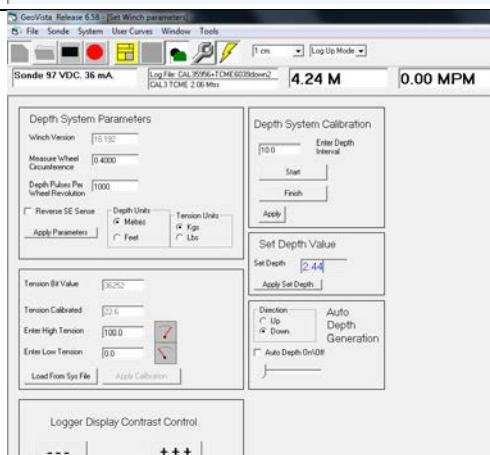 GeoVista Release 6.58 - [Set Winch parameters]
File Sonde System User Curves Window Tools
1 cm Log Up Mode
Sonde 97 VDC. 36 mA.
Log File: CAL35956+TCME6039down2
CAL3 TCME 2.06 Mhrs
4.24 M
0.00 MPM
Depth System Parameters
Winch Version 18.192
Measure Wheel Circumference 0.4000
Depth Pulses Per Wheel Revolution 1000
Reverse SE Sense
Apply Parameters
Depth Units
Metres
Feet
Tension Units
Kgs
Lbs
Depth System Calibration
10.0 Enter Depth Interval
Start
Finish
Apply
Set Depth Value
Set Depth 2.44
Apply Set Depth
Tension Bit Value 36252
Tension Calibrated 22.6
Enter High Tension 100.0
Enter Low Tension 0.0
Load From Sys File Apply Calibration
Direction
Up
Down
Auto Depth Generation
Auto Depth On\Off
Logger Display Contrast Control
--- +++